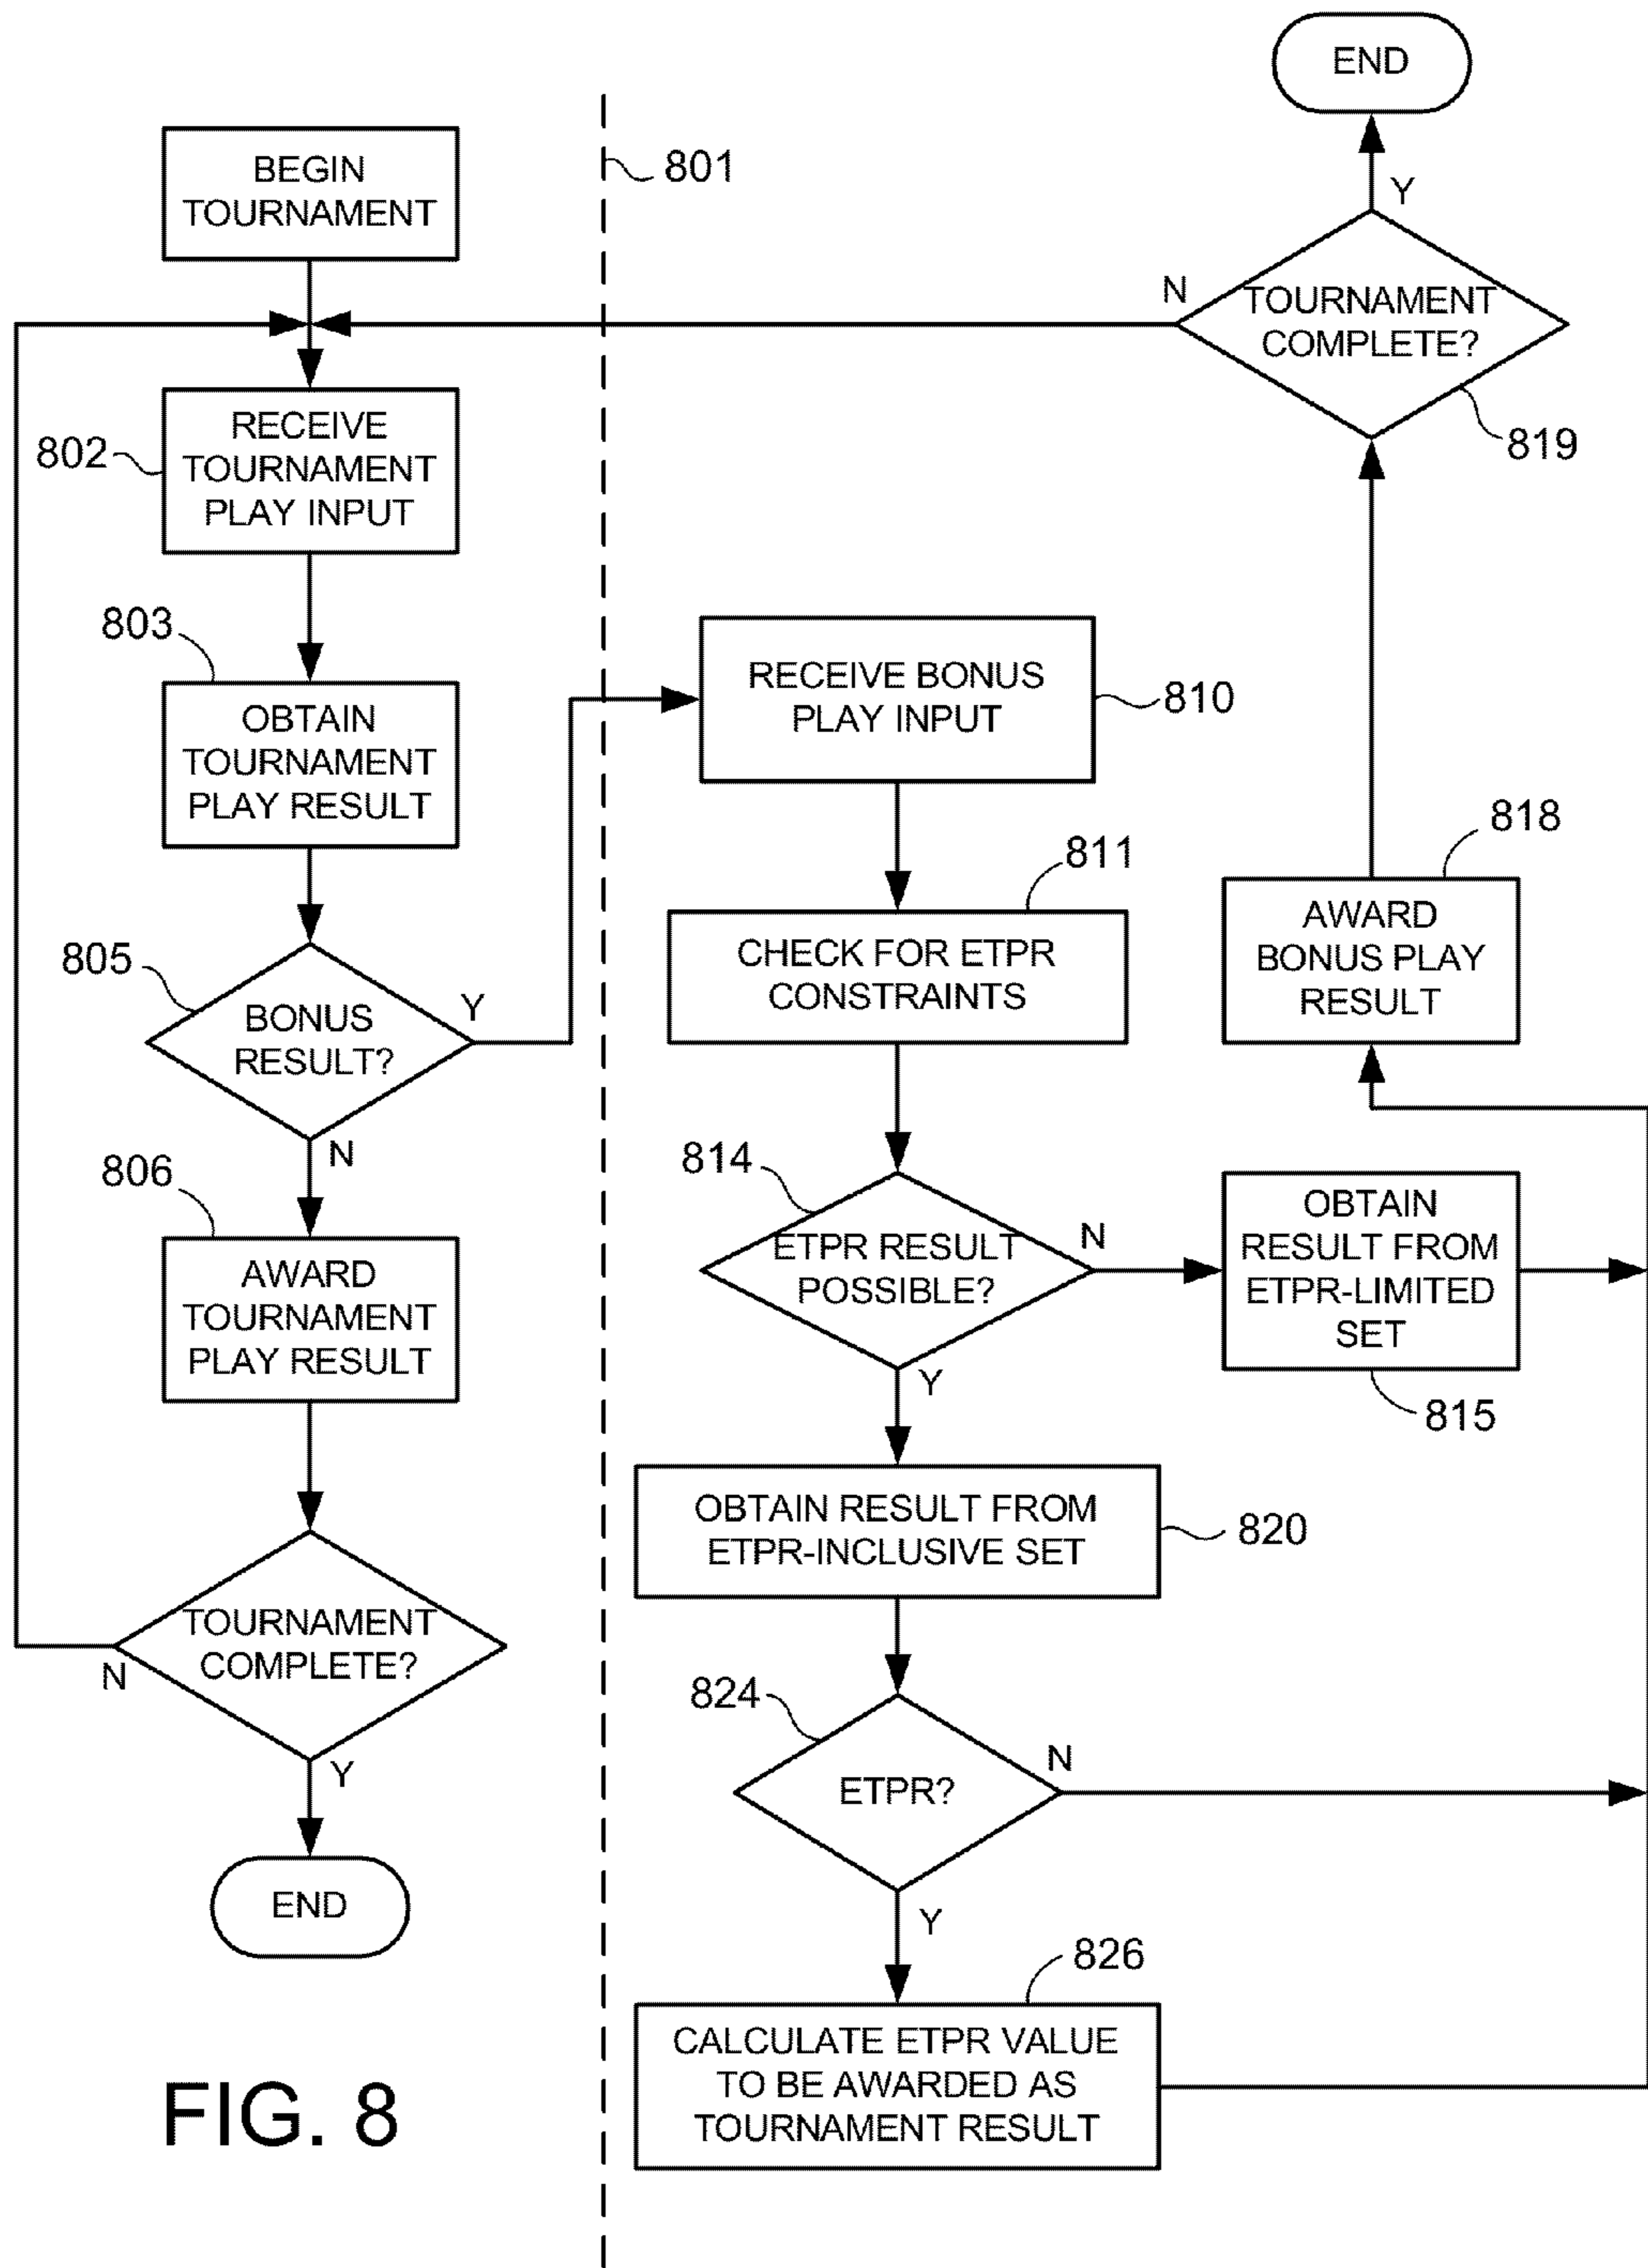 BEGIN
TOURNAMENT
802
RECEIVE
TOURNAMENT
PLAY INPUT
803
OBTAIN
TOURNAMENT
PLAY RESULT
805
BONUS
RESULT?
Y
N
806
AWARD
TOURNAMENT
PLAY RESULT
TOURNAMENT
COMPLETE?
N
Y
END
801
RECEIVE BONUS
PLAY INPUT
810
811
CHECK FOR ETPR
CONSTRAINTS
814
ETPR RESULT
POSSIBLE?
N
Y
OBTAIN
RESULT FROM
ETPR-LIMITED
SET
815
OBTAIN RESULT FROM
ETPR-INCLUSIVE SET
820
824
ETPR?
N
Y
826
CALCULATE ETPR VALUE
TO BE AWARDED AS
TOURNAMENT RESULT
818
AWARD
BONUS PLAY
RESULT
TOURNAMENT
COMPLETE?
819
N
Y
END
FIG. 8